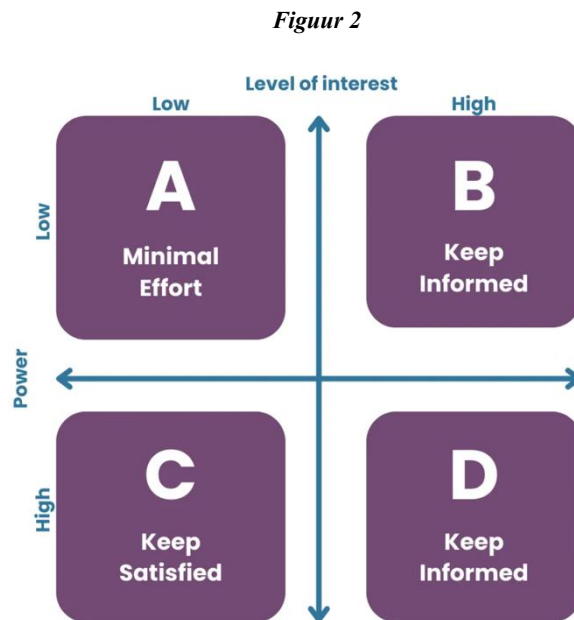 Figuur 2
Level of interest
Low
High
Low
A
Minimal
Effort
B
Keep
Informed
Power
High
C
Keep
Satisfied
D
Keep
Informed